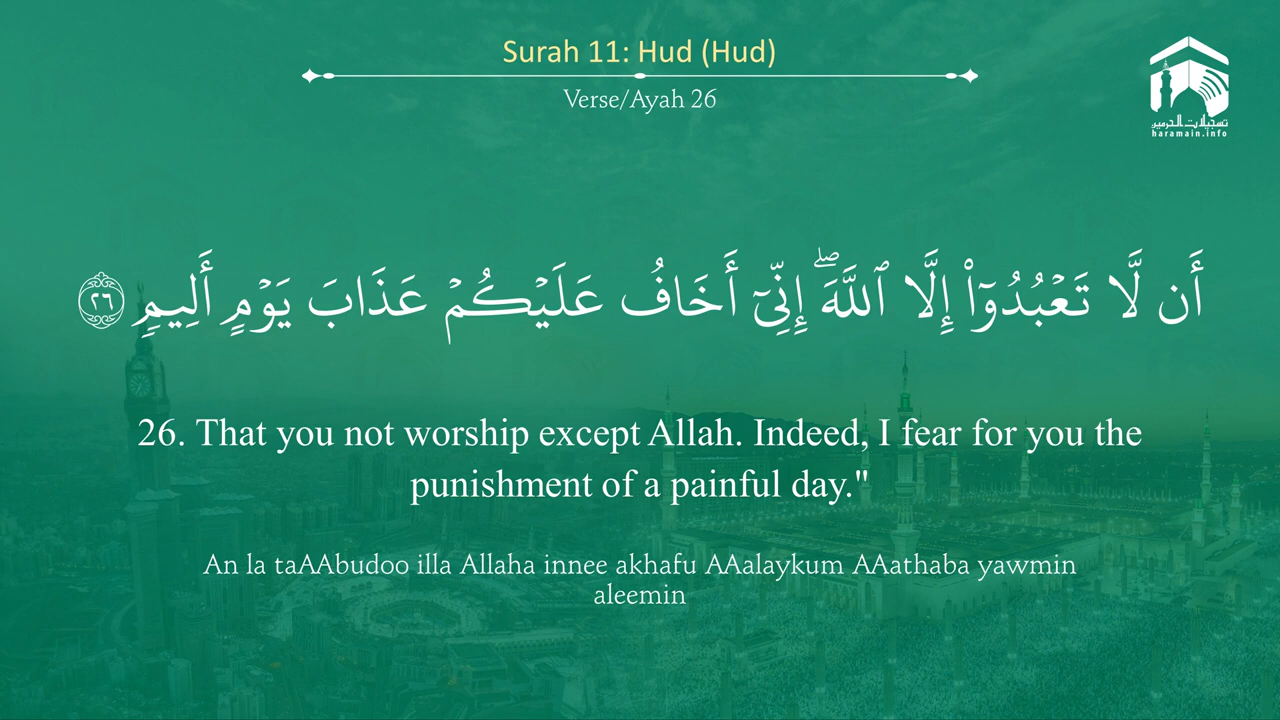 Surah 11: Hud (Hud)
Verse/Ayah 26
تسجيلات الحرمين
haramain.info
أَن لَّا تَعْبُدُوٓا۟ إِلَّا ٱللَّهَ ۖ إِنِّىٓ أَخَافُ عَلَيْكُمْ عَذَابَ يَوْمٍ أَلِيمٍ ٢٦
26. That you not worship except Allah. Indeed, I fear for you the
punishment of a painful day."
An la taAAbudoo illa Allaha innee akhafu AAalaykum AAathaba yawmin
aleemin